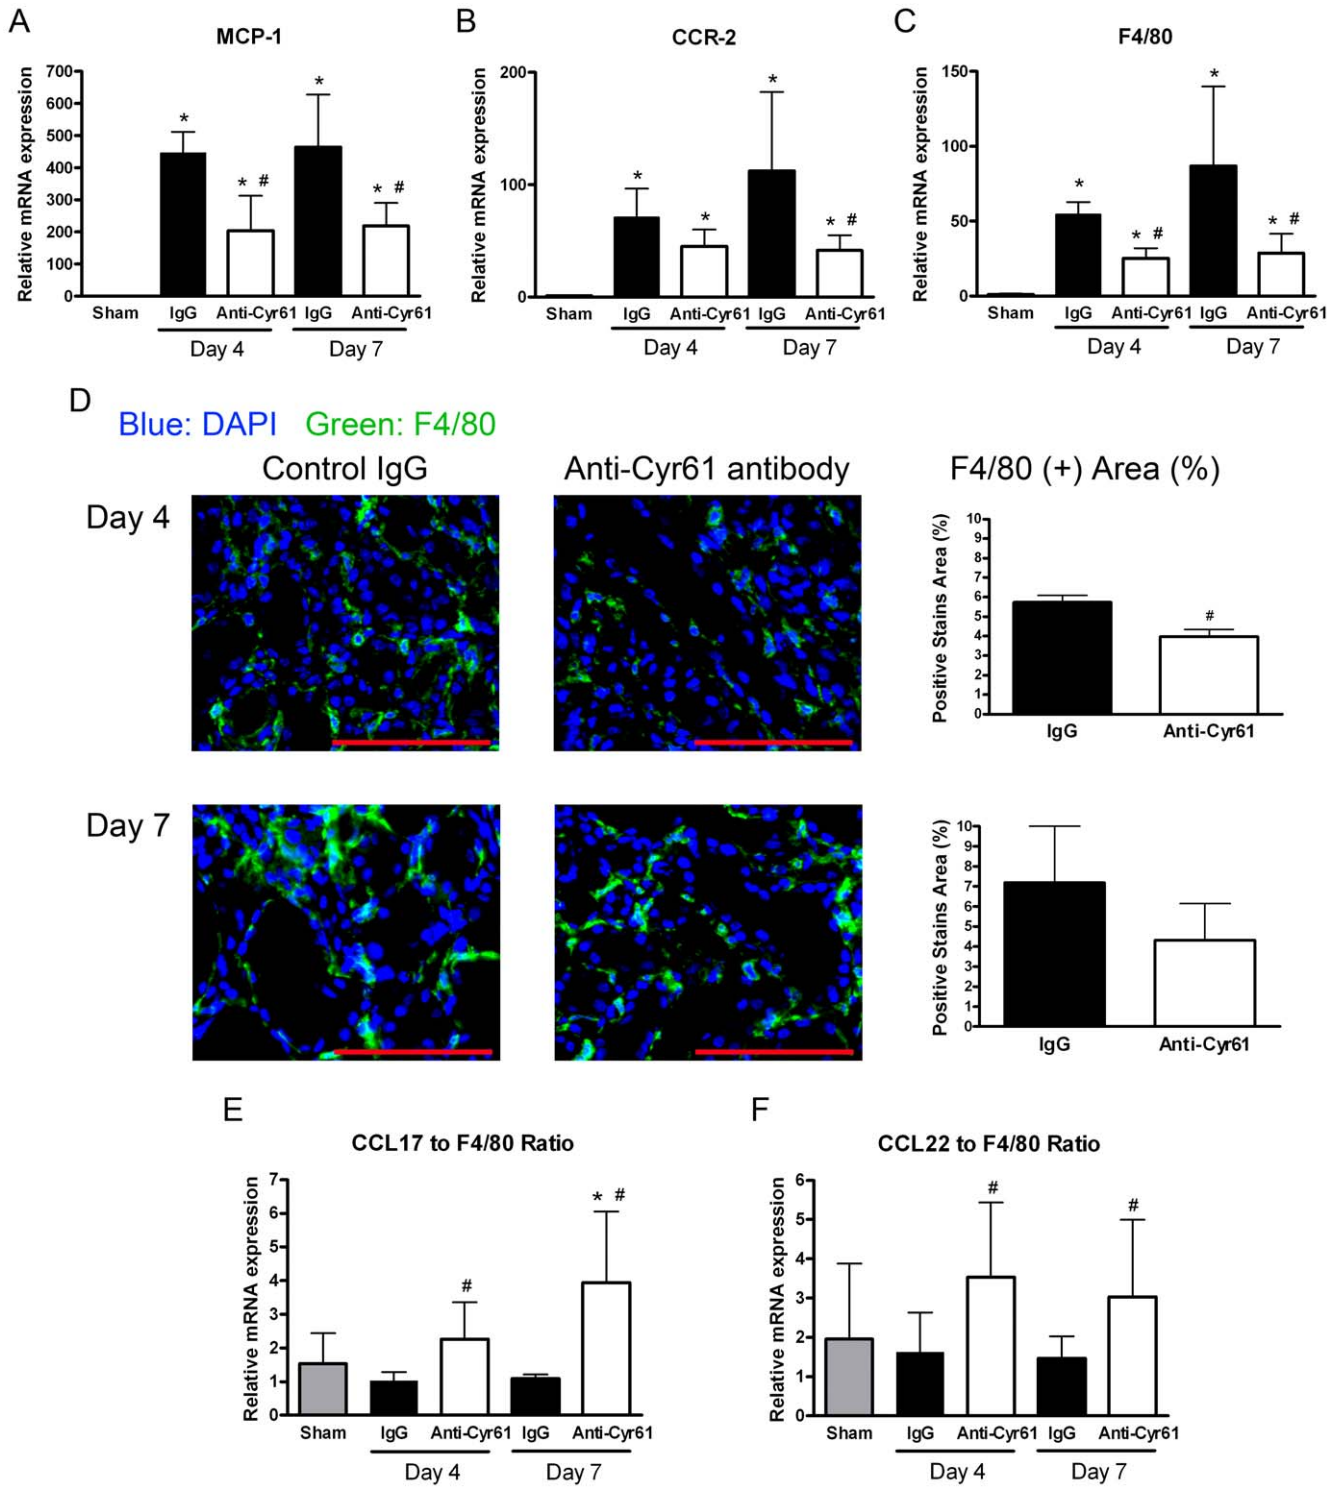 A
MCP-1
Relative mRNA expression
700
600
500
400
300
200
100
0
*
* #
*
* #
Sham IgG Anti-Cyr61 IgG Anti-Cyr61
Day 4 Day 7
B
CCR-2
Relative mRNA expression
200
100
0
*
*
*
* #
Sham IgG Anti-Cyr61 IgG Anti-Cyr61
Day 4 Day 7
C
F4/80
Relative mRNA expression
150
100
50
0
*
* #
*
* #
Sham IgG Anti-Cyr61 IgG Anti-Cyr61
Day 4 Day 7
D
Blue: DAPI Green: F4/80
Control IgG Anti-Cyr61 antibody F4/80 (+) Area (%)
Day 4
Positive Stains Area (%)
10
9
8
7
6
5
4
3
2
1
0
#
IgG Anti-Cyr61
Day 7
Positive Stains Area (%)
10
9
8
7
6
5
4
3
2
1
0
IgG Anti-Cyr61
E
CCL17 to F4/80 Ratio
Relative mRNA expression
7
6
5
4
3
2
1
0
#
* #
Sham IgG Anti-Cyr61 IgG Anti-Cyr61
Day 4 Day 7
F
CCL22 to F4/80 Ratio
Relative mRNA expression
6
5
4
3
2
1
0
#
#
Sham IgG Anti-Cyr61 IgG Anti-Cyr61
Day 4 Day 7